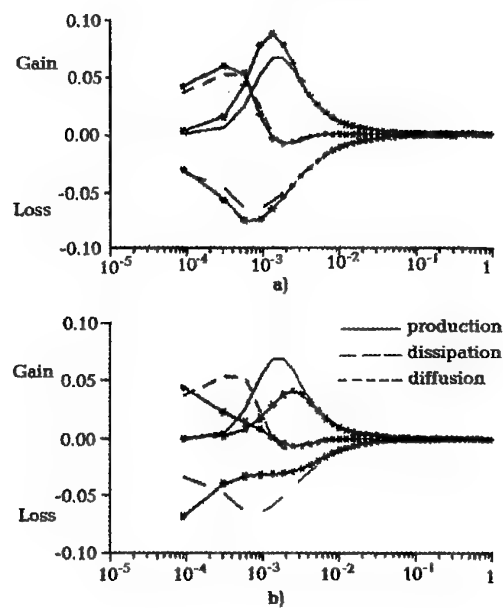 0.10
Gain
0.05
0.00
-0.05
Loss
-0.10
10⁻⁵ 10⁻⁴ 10⁻³ 10⁻² 10⁻¹ 1
a)
0.10
production
dissipation
diffusion
Gain
0.05
0.00
-0.05
Loss
-0.10
10⁻⁵ 10⁻⁴ 10⁻³ 10⁻² 10⁻¹ 1
b)